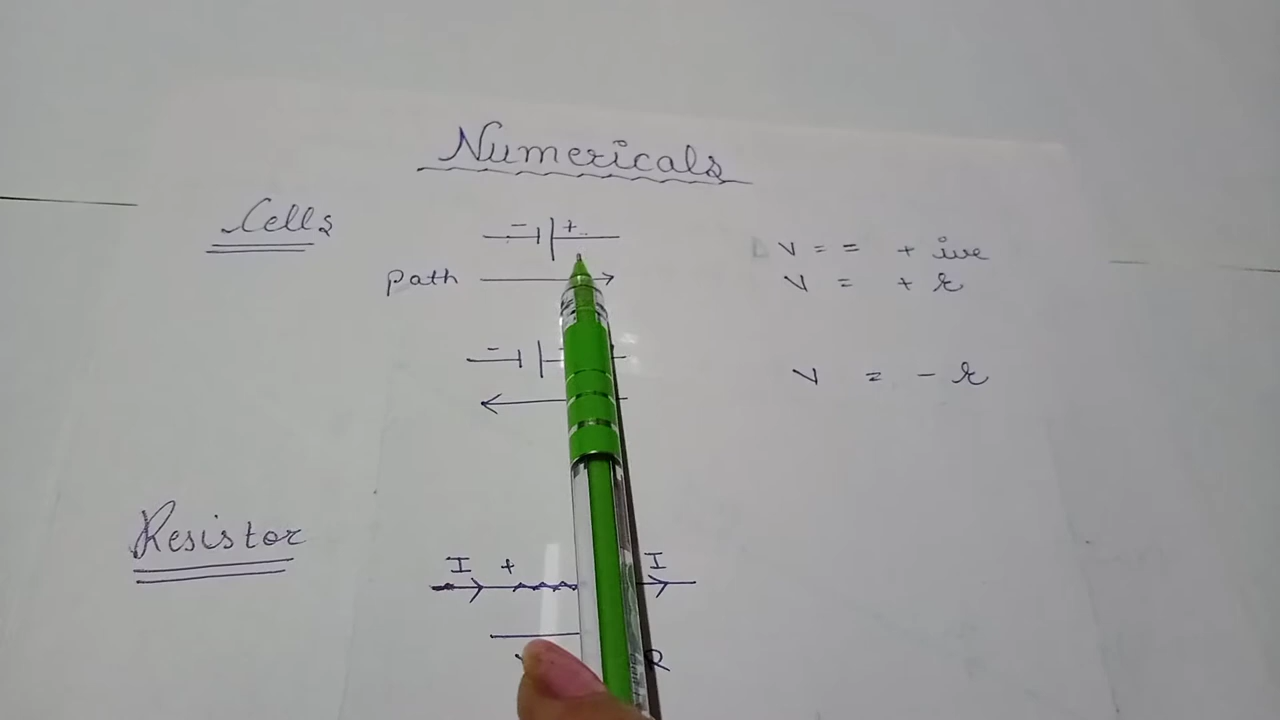 Numericals
Cells
- +
V = = + ive
Path
V = + r
-
V = - r
Resistor
I + I
R